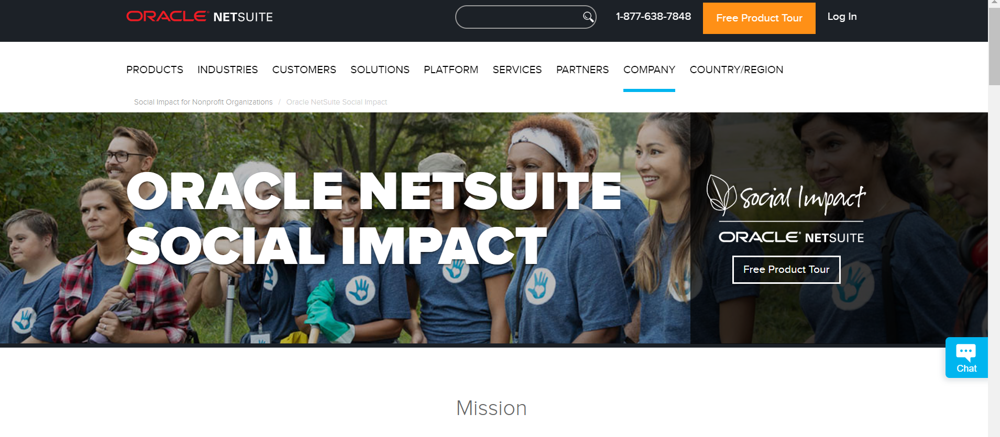 ORACLE® NETSUITE
1-877-638-7848
Free Product Tour
Log In
PRODUCTS INDUSTRIES CUSTOMERS SOLUTIONS PLATFORM SERVICES PARTNERS COMPANY COUNTRY/REGION
Social Impact for Nonprofit Organizations / Oracle NetSuite Social Impact
ORACLE NETSUITE
SOCIAL IMPACT
Social Impact
ORACLE® NETSUITE
Free Product Tour
Chat
Mission